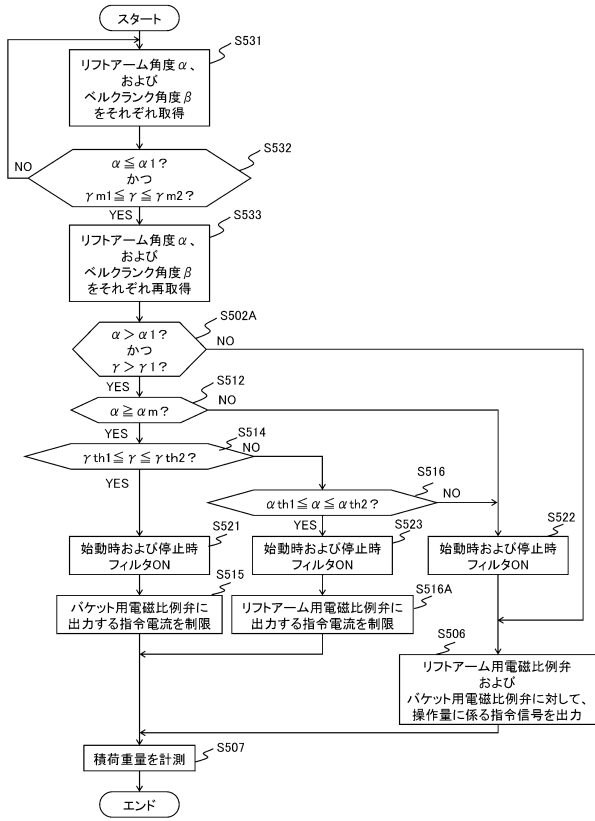 スタート
S531
リフトアーム角度α、
および
ベルクランク角度β
をそれぞれ取得
S532
NO
α≦α1?
かつ
γm1≦γ≦γm2?
YES
S533
リフトアーム角度α、
および
ベルクランク角度β
をそれぞれ再取得
S502A
α>α1?
かつ
γ>γ1?
NO
YES
S512
α≧αm?
NO
YES
S514
γth1≦γ≦γth2?
NO
YES
S516
αth1≦α≦αth2?
NO
YES
S521
始動時および停止時
フィルタON
S523
始動時および停止時
フィルタON
S522
始動時および停止時
フィルタON
S515
バケット用電磁比例弁に
出力する指令電流を制限
S516A
リフトアーム用電磁比例弁に
出力する指令電流を制限
S506
リフトアーム用電磁比例弁
および
バケット用電磁比例弁に対して、
操作量に係る指令信号を出力
S507
積荷重量を計測
エンド